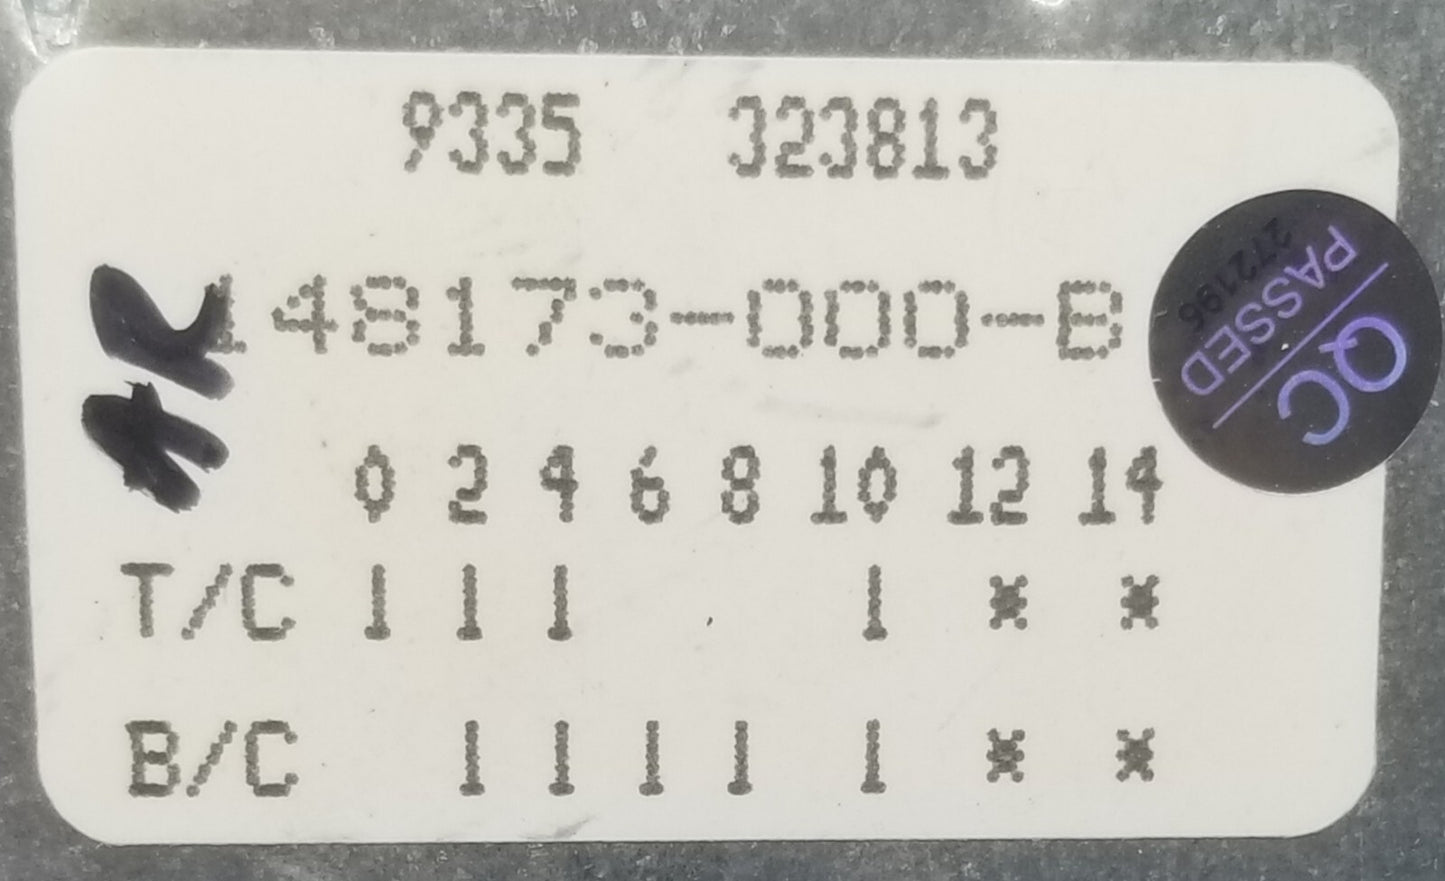 9335 323813
148173-000-B
0 2 4 6 8 10 12 14
T/C 1 1 1 1 * *
B/C 1 1 1 1 1 * *
QC
PASSED